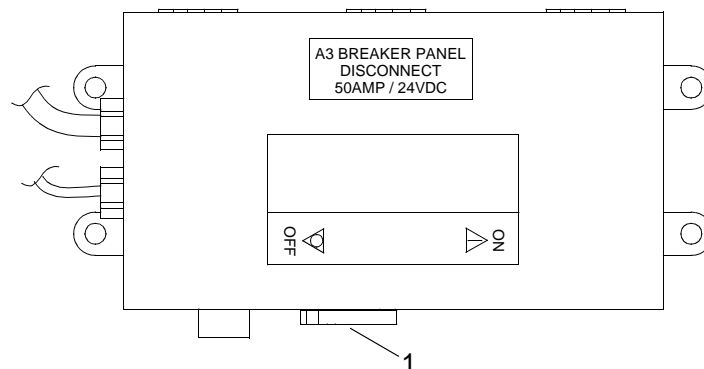 A3 BREAKER PANEL
DISCONNECT
50AMP / 24VDC
OFF
ON
1